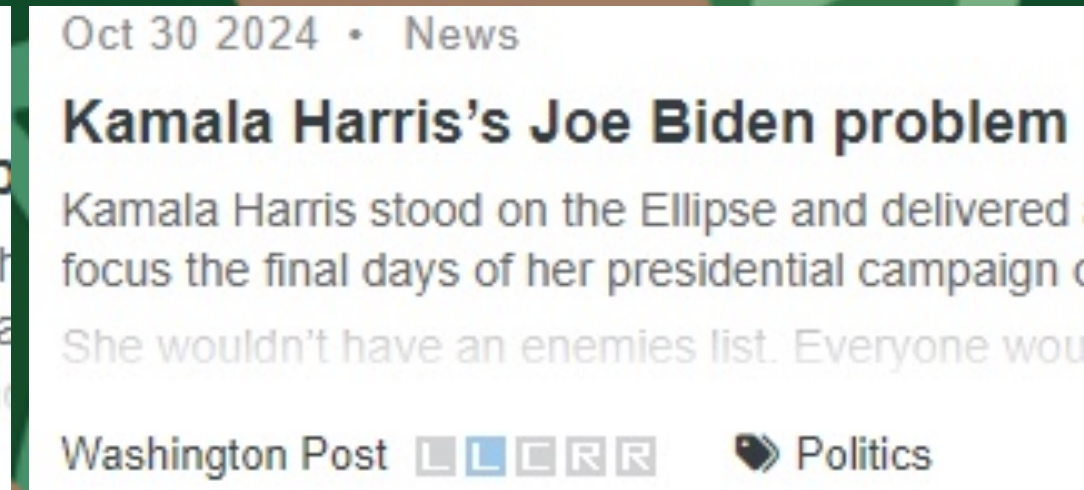 Oct 30 2024 • News
Kamala Harris’s Joe Biden problem
Kamala Harris stood on the Ellipse and delivered
focus the final days of her presidential campaign
She wouldn’t have an enemies list. Everyone
Washington Post L L C R R Politics